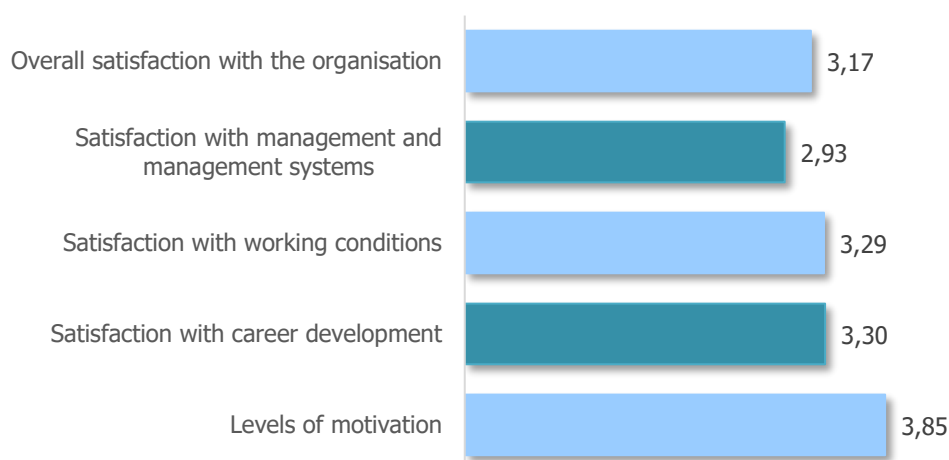 Overall satisfaction with the organisation
3,17
Satisfaction with management and
management systems
2,93
Satisfaction with working conditions
3,29
Satisfaction with career development
3,30
Levels of motivation
3,85